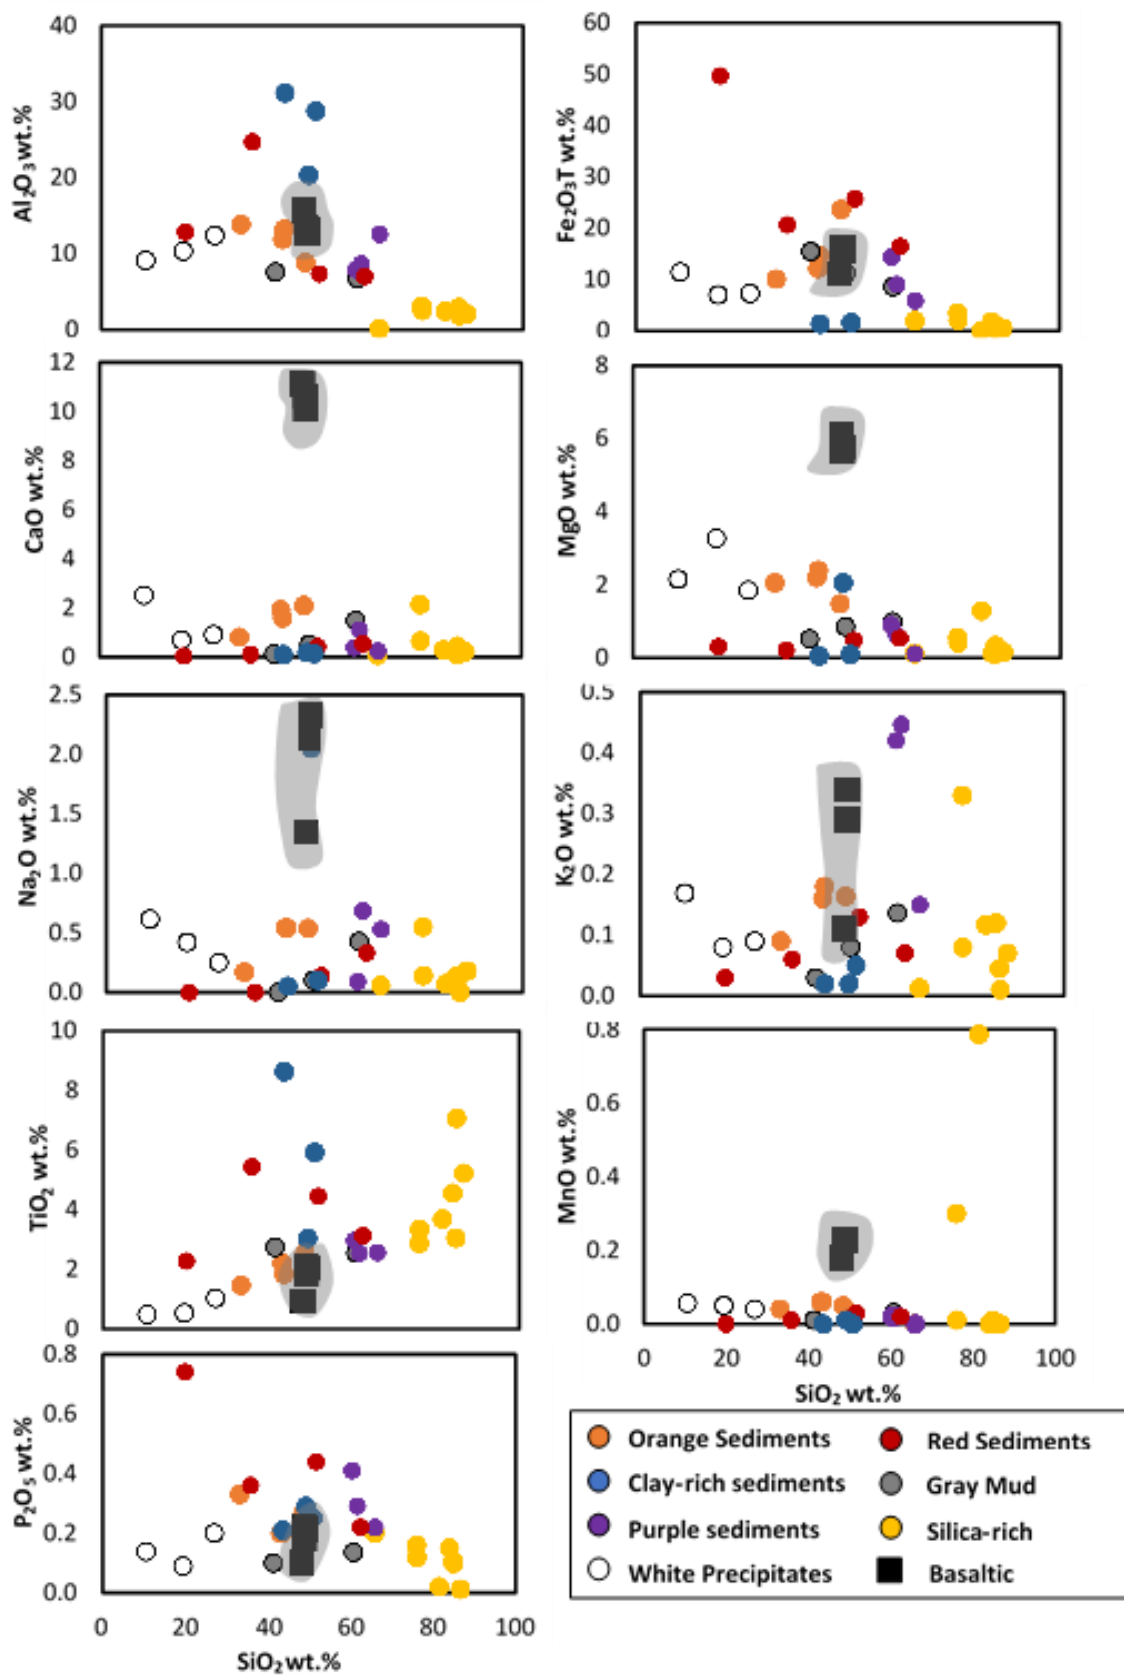 40
30
20
10
0
Al₂O₃ wt.%
60
50
40
30
20
10
0
Fe₂O₃T wt.%
12
10
8
6
4
2
0
CaO wt.%
8
6
4
2
0
MgO wt.%
2.5
2.0
1.5
1.0
0.5
0.0
Na₂O wt.%
0.5
0.4
0.3
0.2
0.1
0.0
K₂O wt.%
10
8
6
4
2
0
TiO₂ wt.%
0.8
0.6
0.4
0.2
0.0
MnO wt.%
0 20 40 60 80 100
SiO₂ wt.%
0.8
0.6
0.4
0.2
0.0
P₂O₅ wt.%
0 20 40 60 80 100
SiO₂ wt.%
Orange Sediments
Red Sediments
Clay-rich sediments
Gray Mud
Purple sediments
Silica-rich
White Precipitates
Basaltic